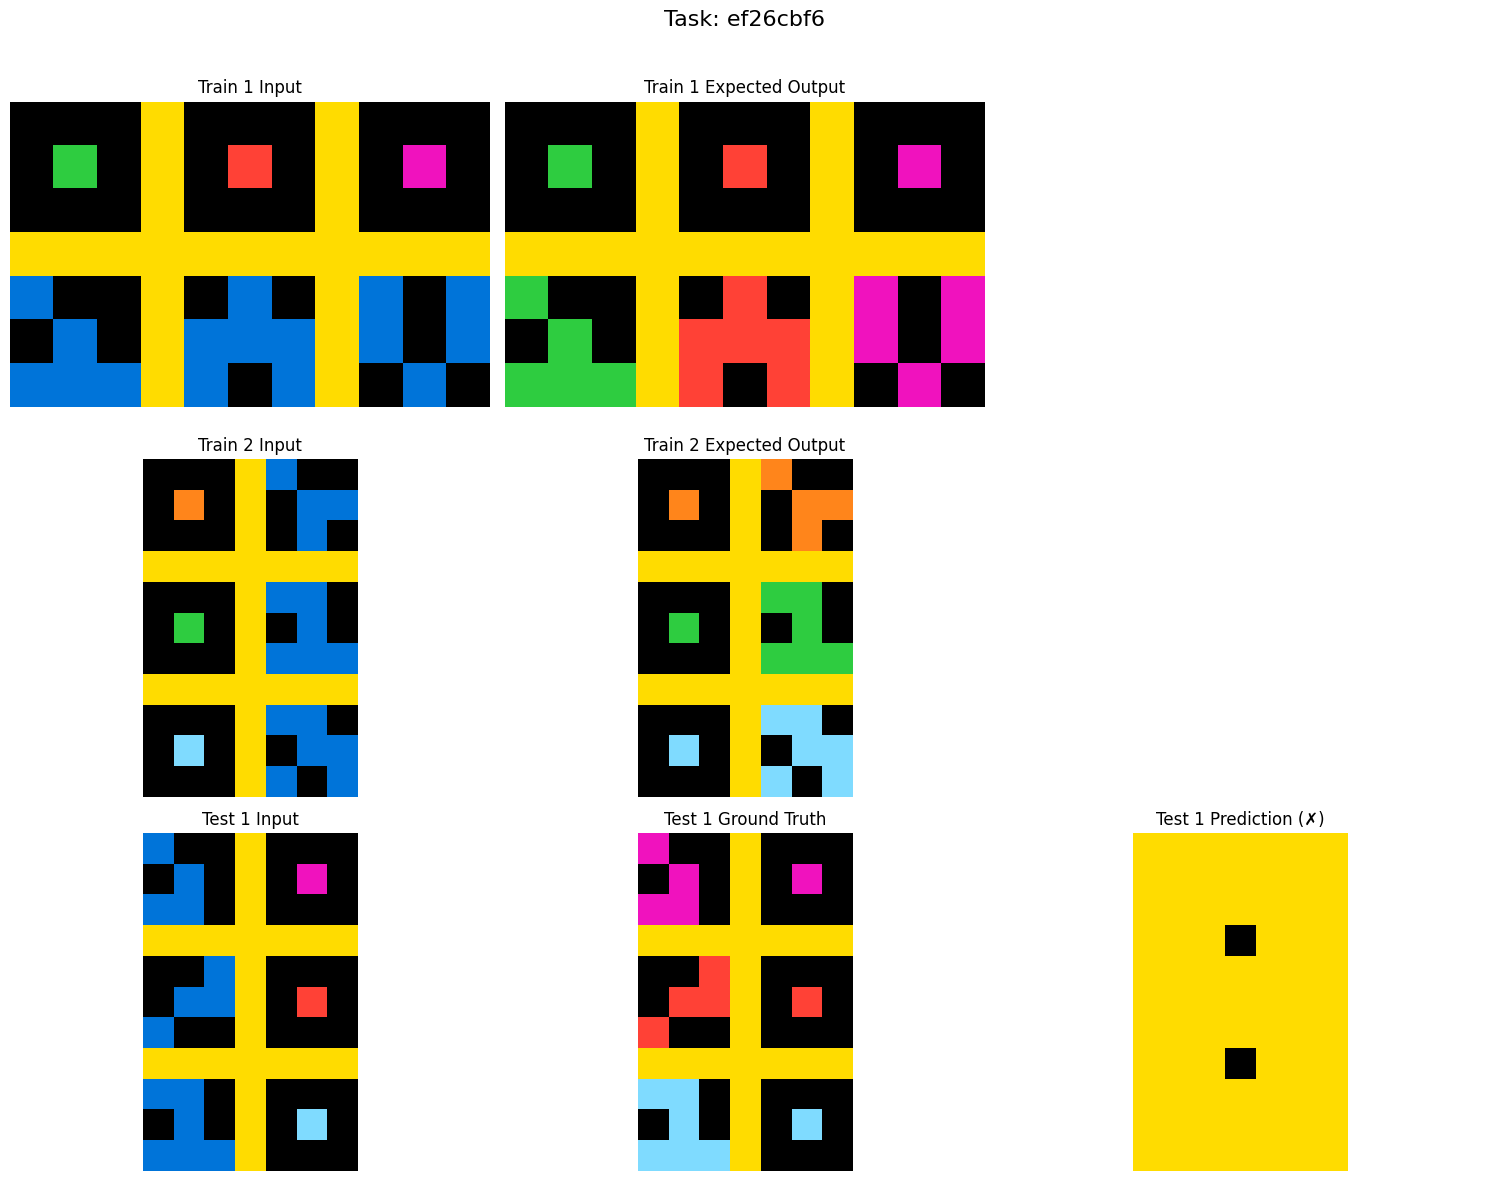 Task: ef26cbf6
Train 1 Input
Train 1 Expected Output
Train 2 Input
Train 2 Expected Output
Test 1 Input
Test 1 Ground Truth
Test 1 Prediction (✗)